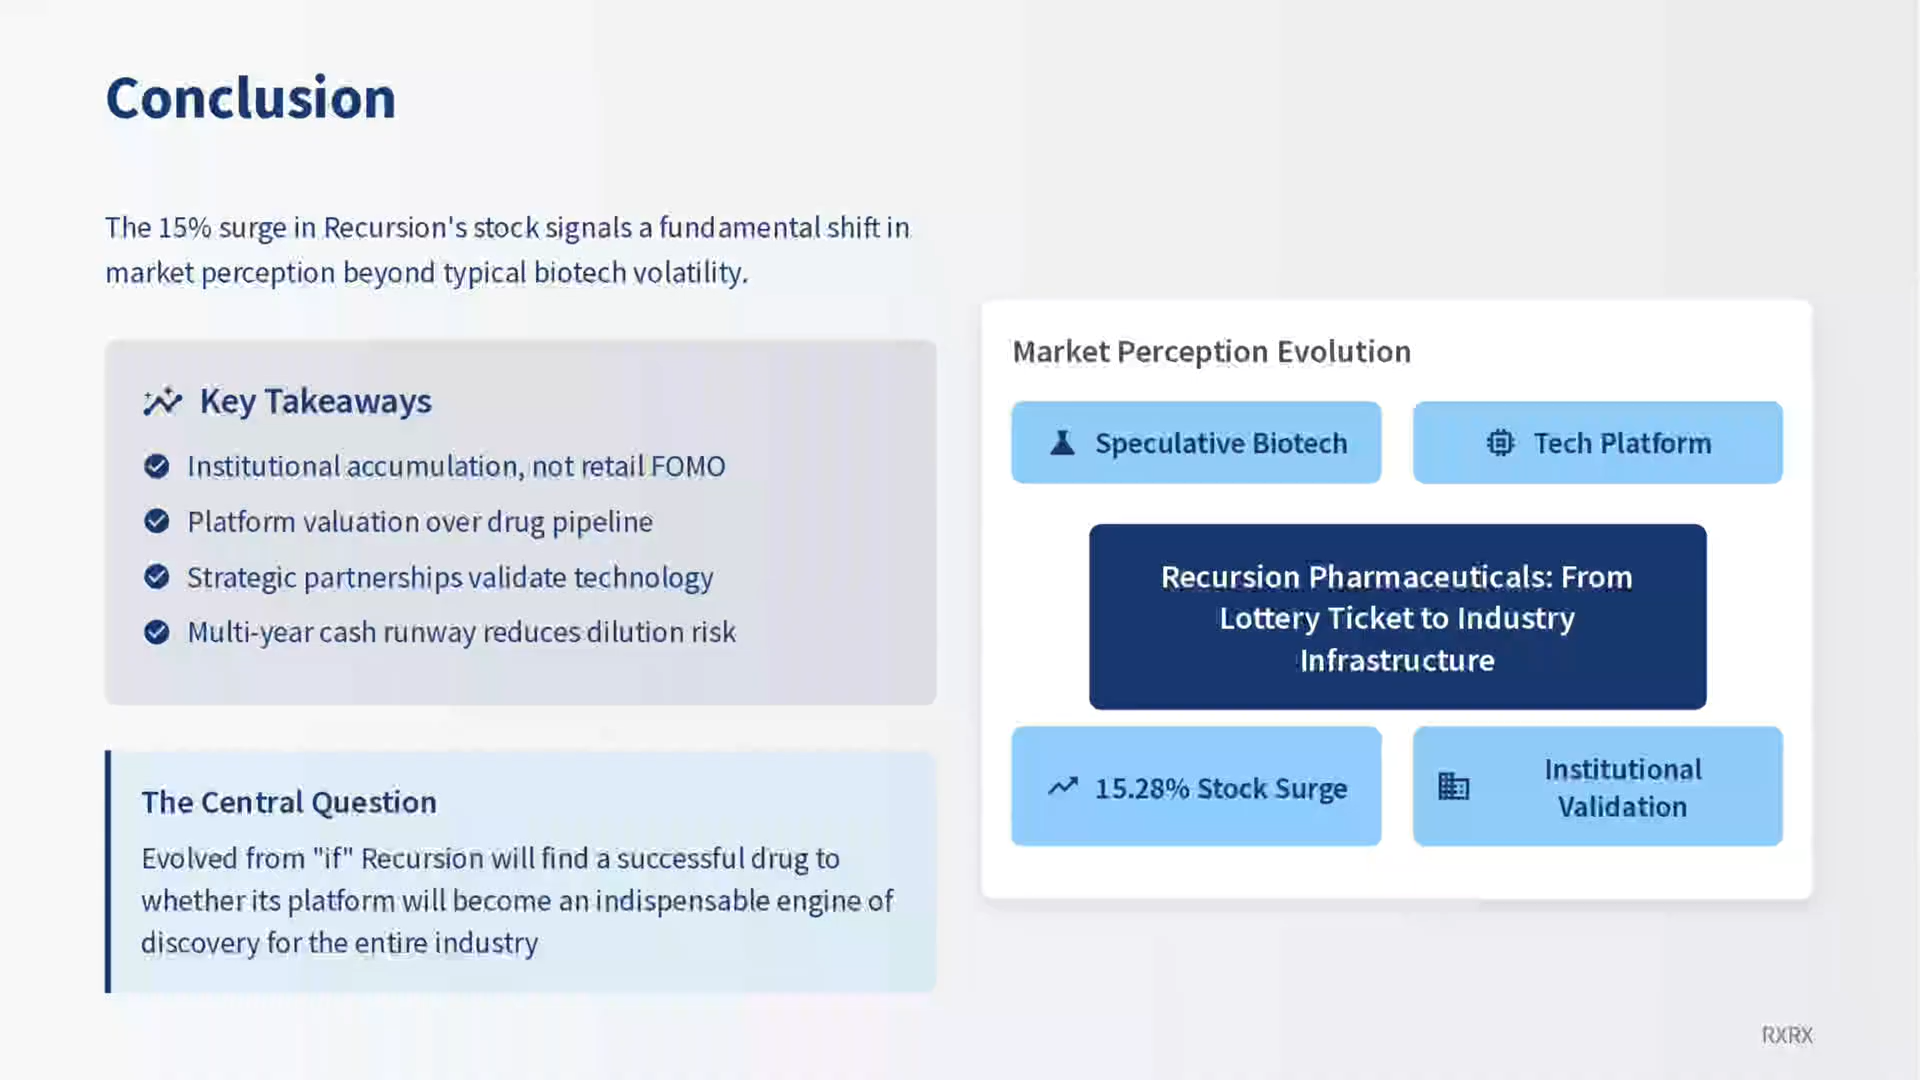 Conclusion
The 15% surge in Recursion's stock signals a fundamental shift in
market perception beyond typical biotech volatility.
Key Takeaways
Institutional accumulation, not retail FOMO
Platform valuation over drug pipeline
Strategic partnerships validate technology
Multi-year cash runway reduces dilution risk
The Central Question
Evolved from "if" Recursion will find a successful drug to
whether its platform will become an indispensable engine of
discovery for the entire industry
Market Perception Evolution
Speculative Biotech
Tech Platform
Recursion Pharmaceuticals: From
Lottery Ticket to Industry
Infrastructure
15.28% Stock Surge
Institutional
Validation
RXRX